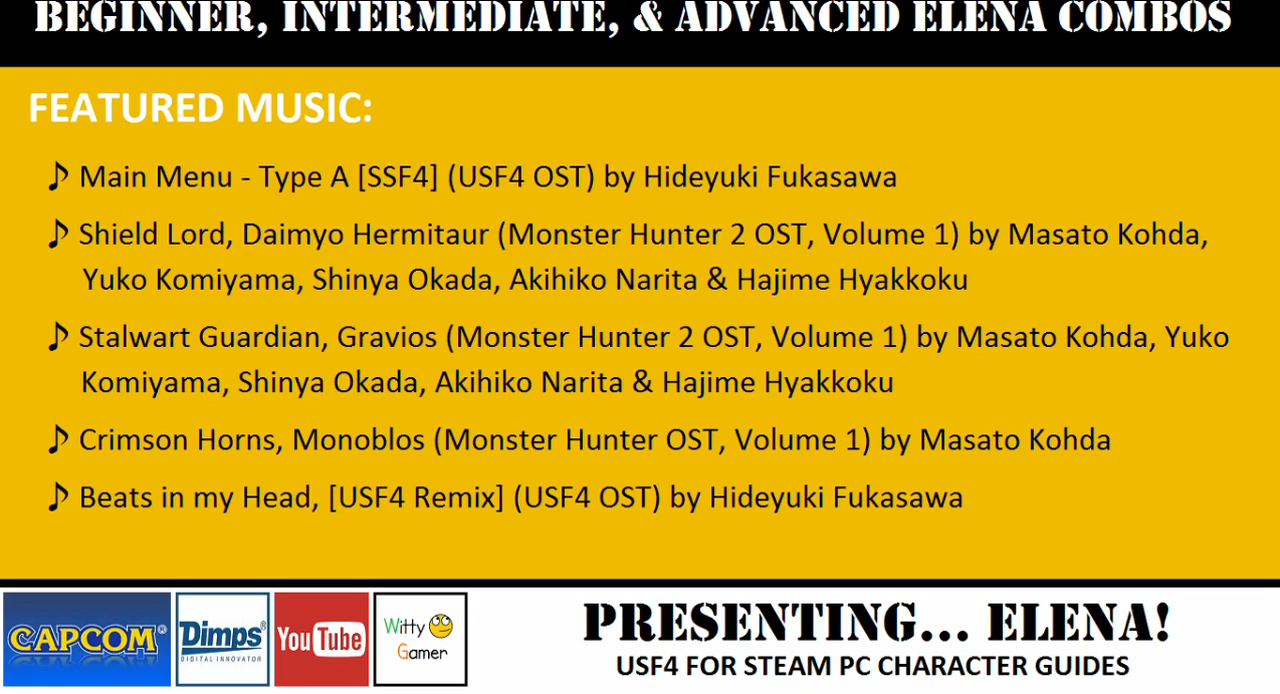 BEGINNER, INTERMEDIATE, & ADVANCED ELENA COMBOS
FEATURED MUSIC:
♪ Main Menu - Type A [SSF4] (USF4 OST) by Hideyuki Fukasawa
♪ Shield Lord, Daimyo Hermitaur (Monster Hunter 2 OST, Volume 1) by Masato Kohda,
Yuko Komiyama, Shinya Okada, Akihiko Narita & Hajime Hyakkoku
♪ Stalwart Guardian, Gravios (Monster Hunter 2 OST, Volume 1) by Masato Kohda, Yuko
Komiyama, Shinya Okada, Akihiko Narita & Hajime Hyakkoku
♪ Crimson Horns, Monoblos (Monster Hunter OST, Volume 1) by Masato Kohda
♪ Beats in my Head, [USF4 Remix] (USF4 OST) by Hideyuki Fukasawa
CAPCOM®
Dimps®
DIGITAL INNOVATOR
YouTube
Witty
Gamer
PRESENTING... ELENA!
USF4 FOR STEAM PC CHARACTER GUIDES